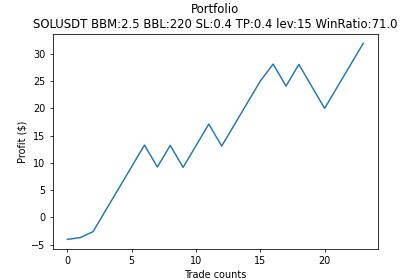 Portfolio
SOLUSDT BBM:2.5 BBL:220 SL:0.4 TP:0.4 lev:15 WinRatio:71.0
30
25
20
15
10
5
0
−5
Profit ($)
0 5 10 15 20
Trade counts